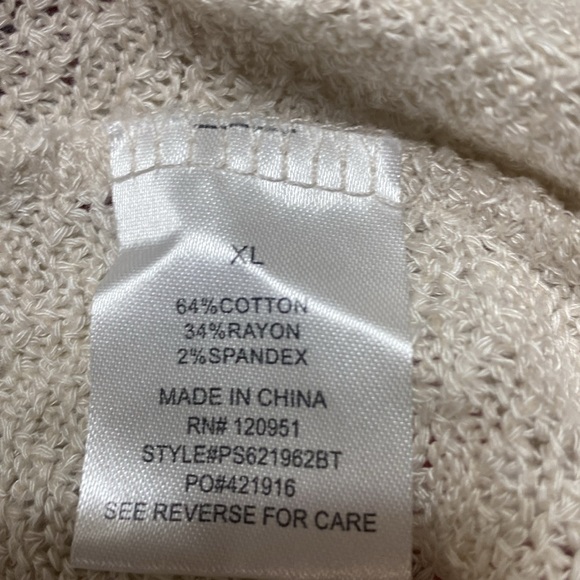 XL
64%COTTON
34%RAYON
2%SPANDEX
MADE IN CHINA
RN# 120951
STYLE#PS621962BT
PO#421916
SEE REVERSE FOR CARE